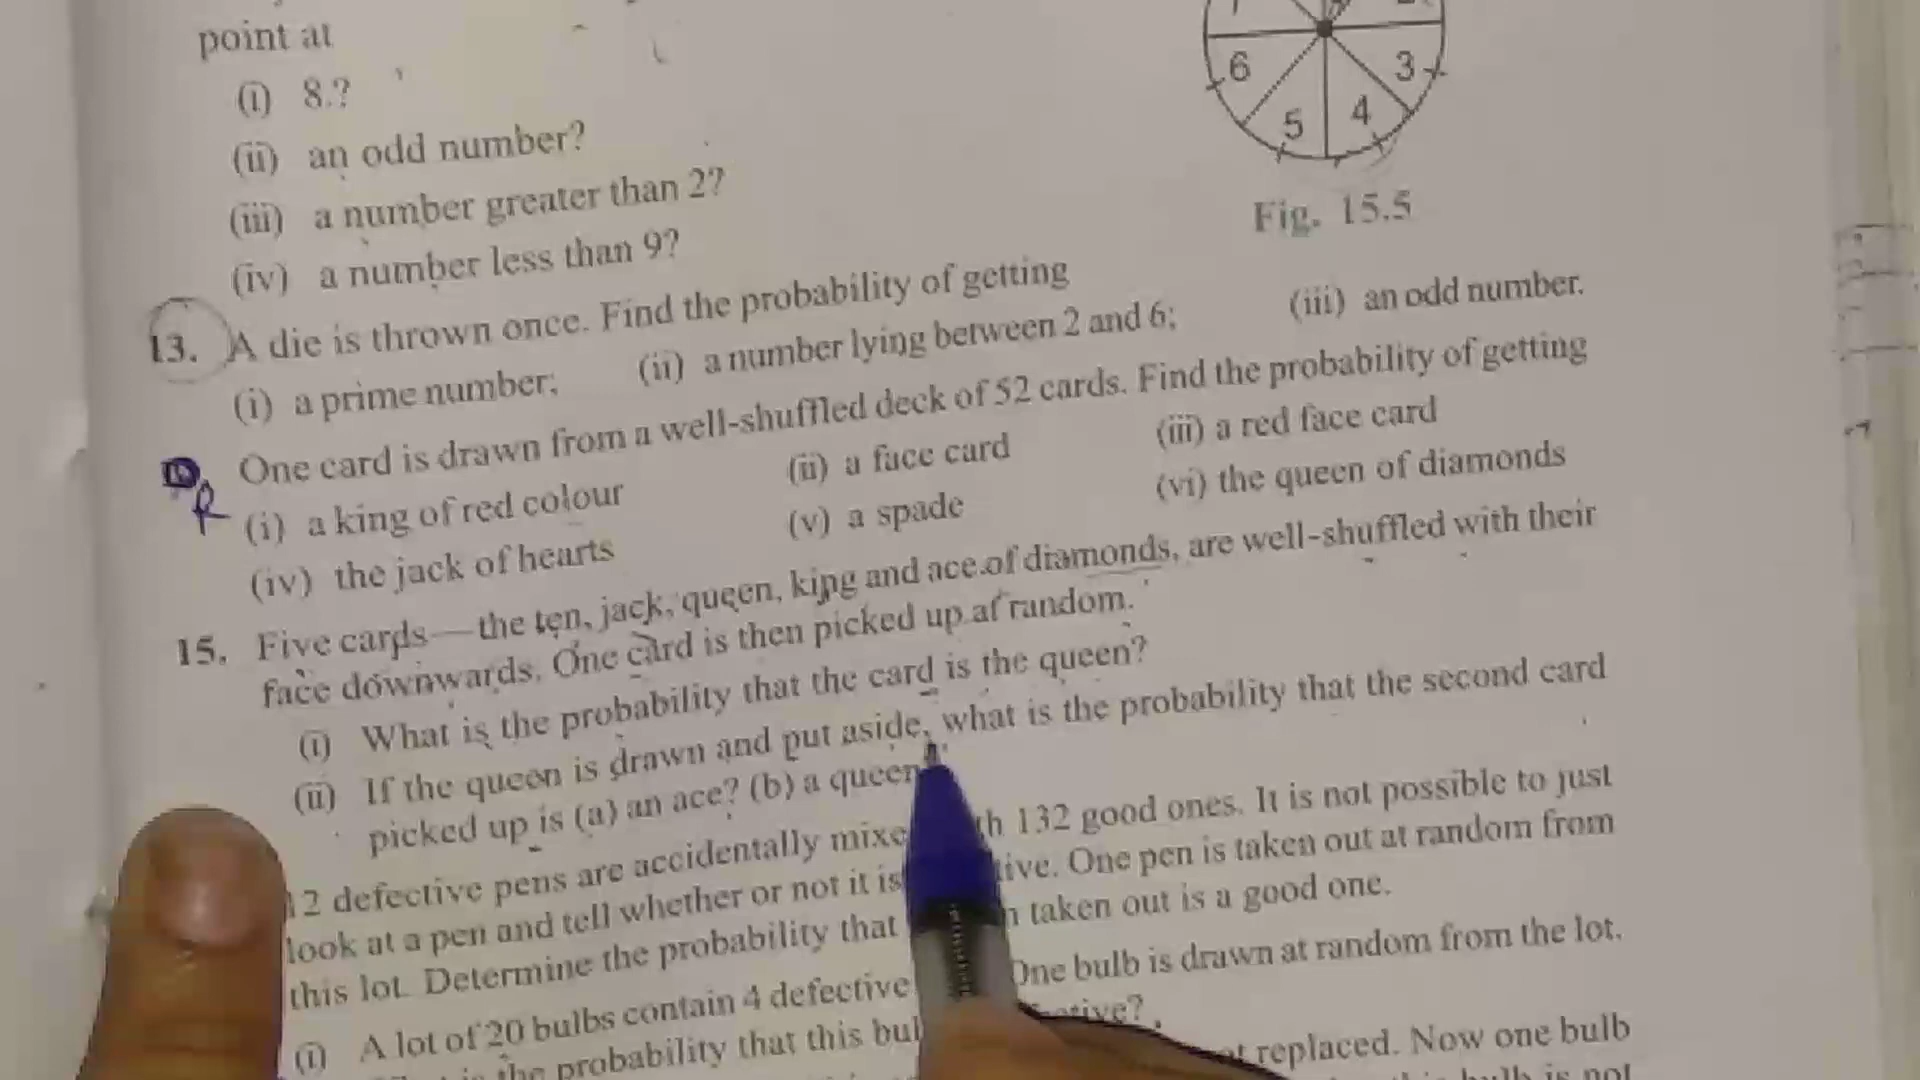 point at
(i) 8.?
(ii) an odd number?
(iii) a number greater than 2?
(iv) a number less than 9?
6
5
4
3
Fig. 15.5
13. A die is thrown once. Find the probability of getting
(i) a prime number; (ii) a number lying between 2 and 6; (iii) an odd number.
One card is drawn from a well-shuffled deck of 52 cards. Find the probability of getting
R
(i) a king of red colour (ii) a face card (iii) a red face card
(iv) the jack of hearts (v) a spade (vi) the queen of diamonds
15. Five cards—the ten, jack, queen, king and ace of diamonds, are well-shuffled with their
face downwards. One card is then picked up at random.
(i) What is the probability that the card is the queen?
(ii) If the queen is drawn and put aside, what is the probability that the second card
picked up is (a) an ace? (b) a queen
12 defective pens are accidentally 132 good ones. It is not possible to just
look at a pen and tell whether or not it is One pen is taken out at random from
this lot. Determine the probability that taken out is a good one.
(i) A lot of 20 bulbs contain 4 defective One bulb is drawn at random from the lot.
the probability that this replaced. Now one bulb
bulb is not